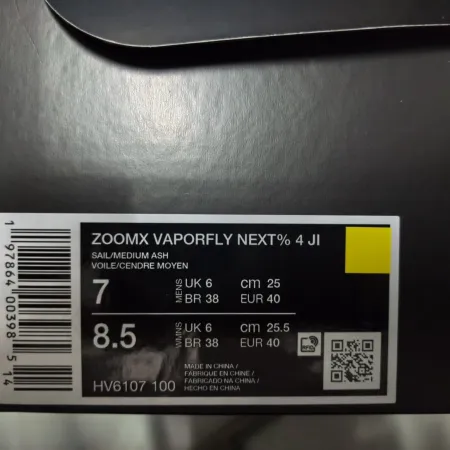 ZOOMX VAPORFLY NEXT% 4 JI
SAIL/MEDIUM ASH
VOILE/CENDRE MOYEN
7 MENS UK 6 cm 25
BR 38 EUR 40
8.5 WMNS UK 6 cm 25.5
BR 38 EUR 40
HV6107 100
MADE IN CHINA /
FABRIQUE EN CHINE /
FABRICADO NA CHINA /
HECHO EN CHINA
1 97864 00398 5 14